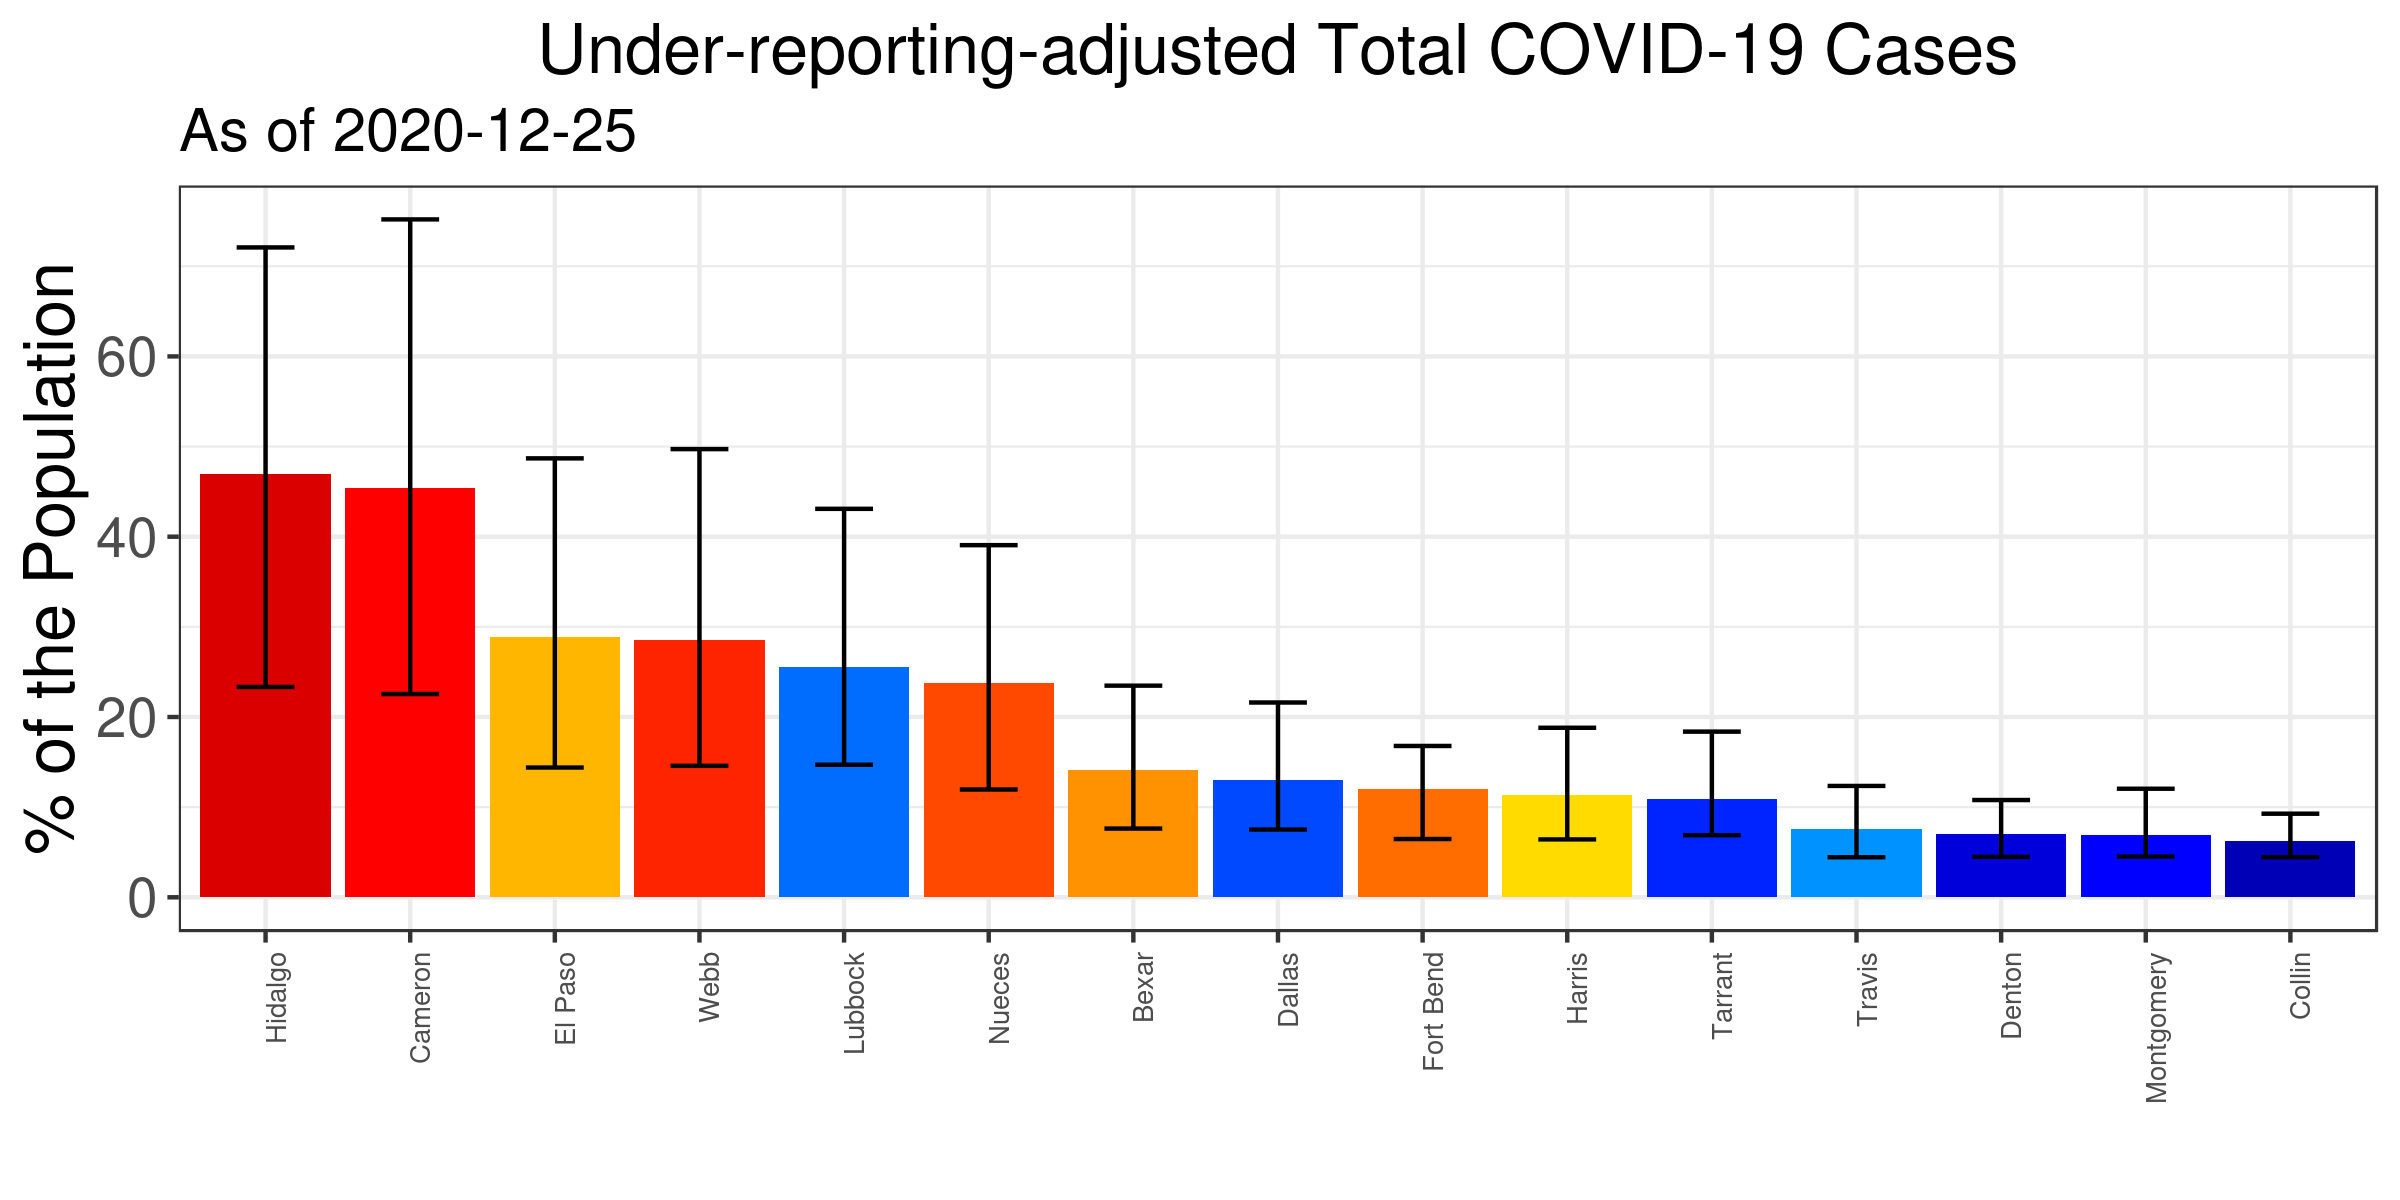 Under-reporting-adjusted Total COVID-19 Cases
As of 2020-12-25
% of the Population
60
40
20
0
Hidalgo
Cameron
El Paso
Webb
Lubbock
Nueces
Bexar
Dallas
Fort Bend
Harris
Tarrant
Travis
Denton
Montgomery
Collin